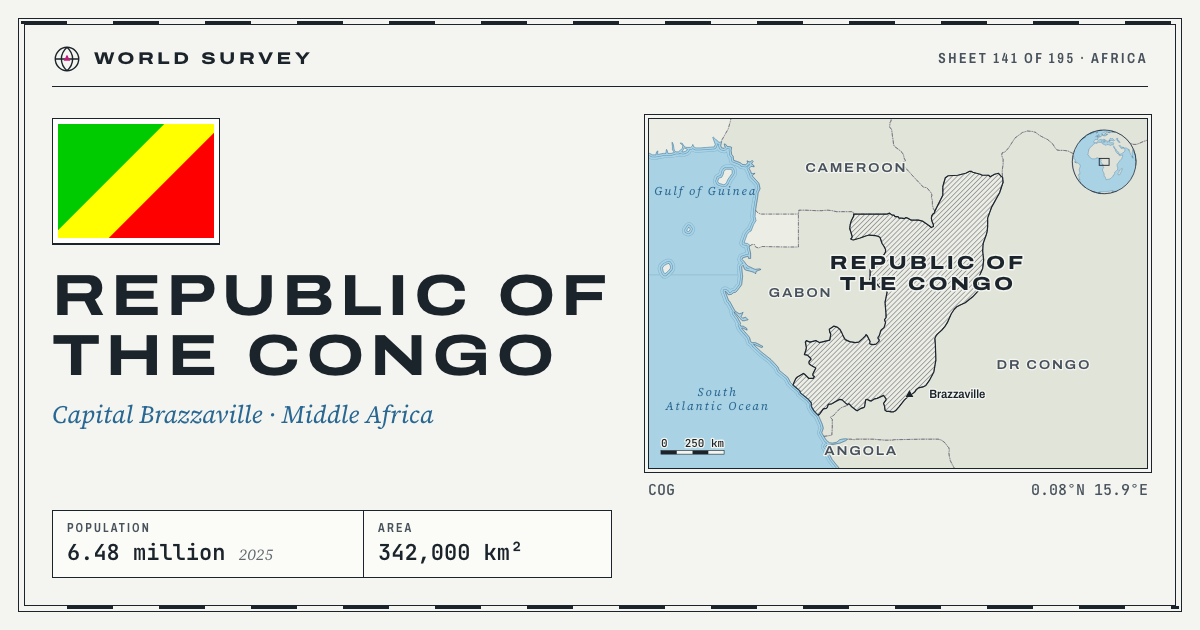 WORLD SURVEY
SHEET 141 OF 195 · AFRICA
REPUBLIC OF
THE CONGO
Capital Brazzaville · Middle Africa
POPULATION
6.48 million 2025
AREA
342,000 km²
CAMEROON
Gulf of Guinea
REPUBLIC OF
THE CONGO
GABON
DR CONGO
South
Atlantic Ocean
Brazzaville
0 250 km
ANGOLA
COG
0.08°N 15.9°E